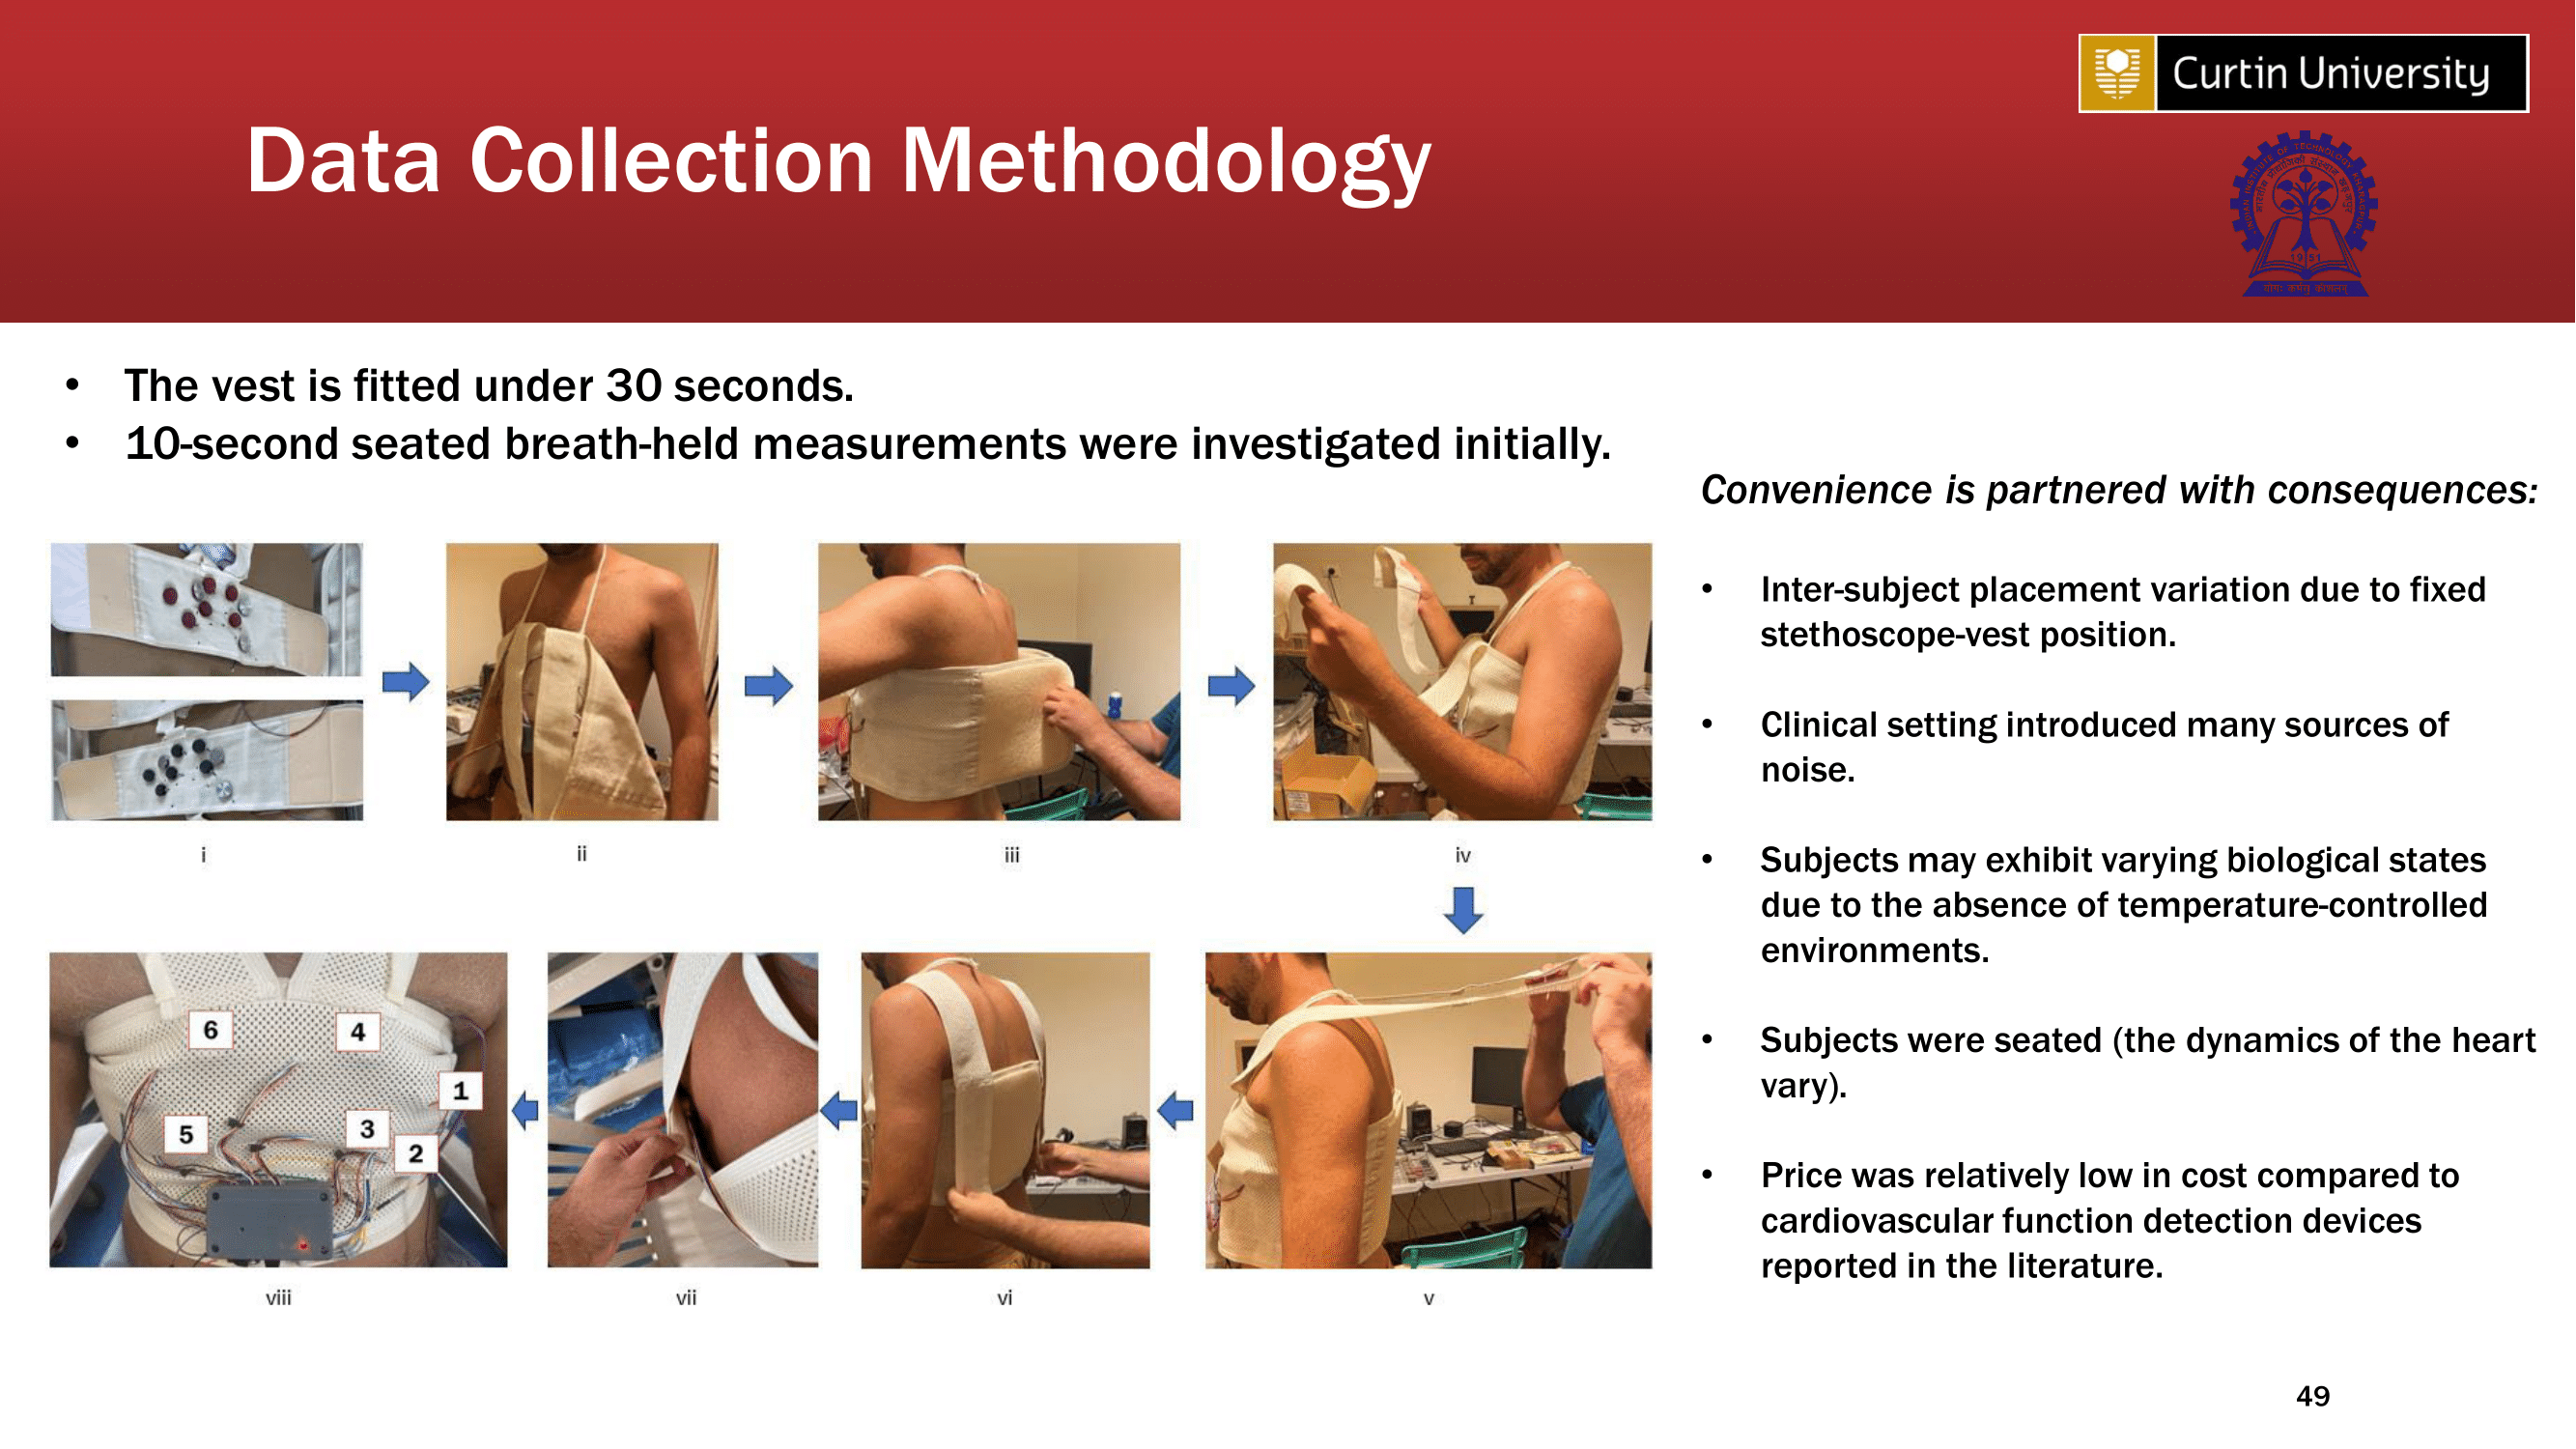 Curtin University
Data Collection Methodology
1951
योगः कर्मसु कौशलम्
• The vest is fitted under 30 seconds.
• 10-second seated breath-held measurements were investigated initially.
i
ii
iii
iv
6
4
1
5
3
2
viii
vii
vi
v
Convenience is partnered with consequences:
• Inter-subject placement variation due to fixed
stethoscope-vest position.
• Clinical setting introduced many sources of
noise.
• Subjects may exhibit varying biological states
due to the absence of temperature-controlled
environments.
• Subjects were seated (the dynamics of the heart
vary).
• Price was relatively low in cost compared to
cardiovascular function detection devices
reported in the literature.
49